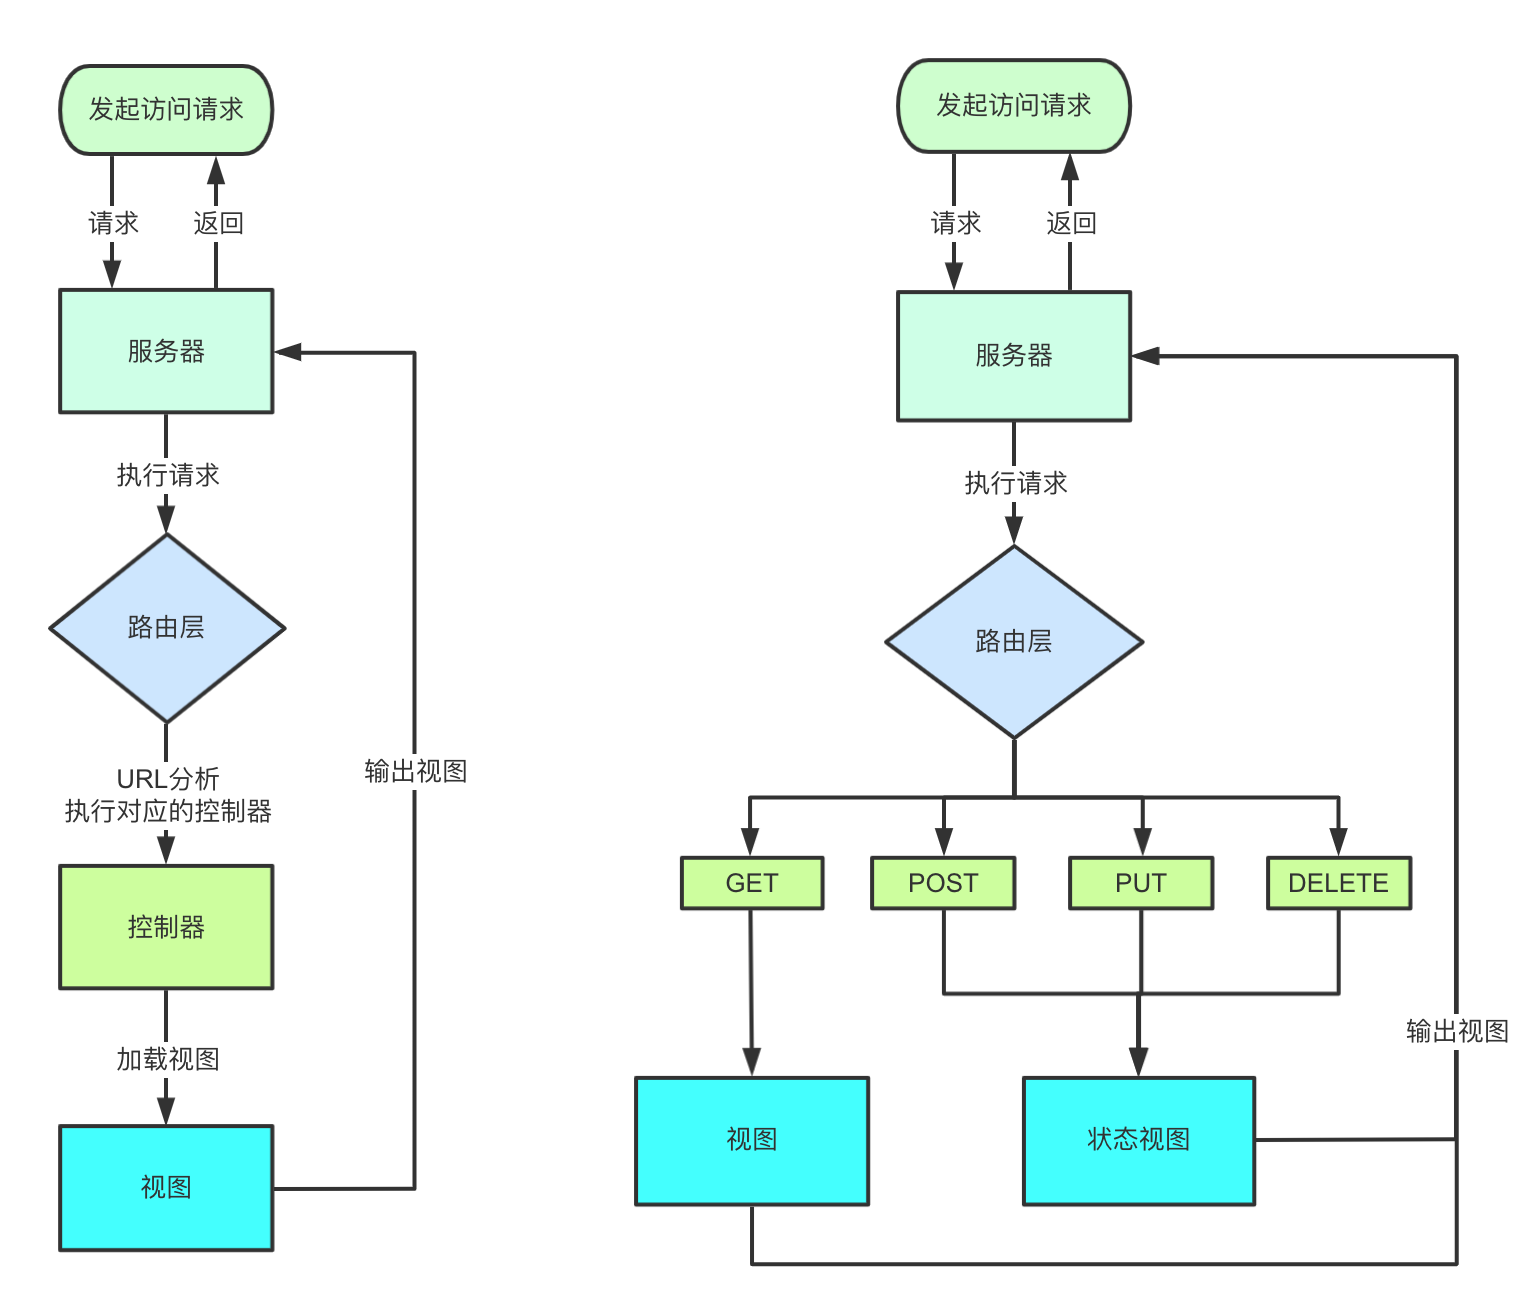 发起访问请求
请求
返回
服务器
执行请求
路由层
URL分析
执行对应的控制器
控制器
加载视图
视图
输出视图
发起访问请求
请求
返回
服务器
执行请求
路由层
GET
POST
PUT
DELETE
视图
状态视图
输出视图